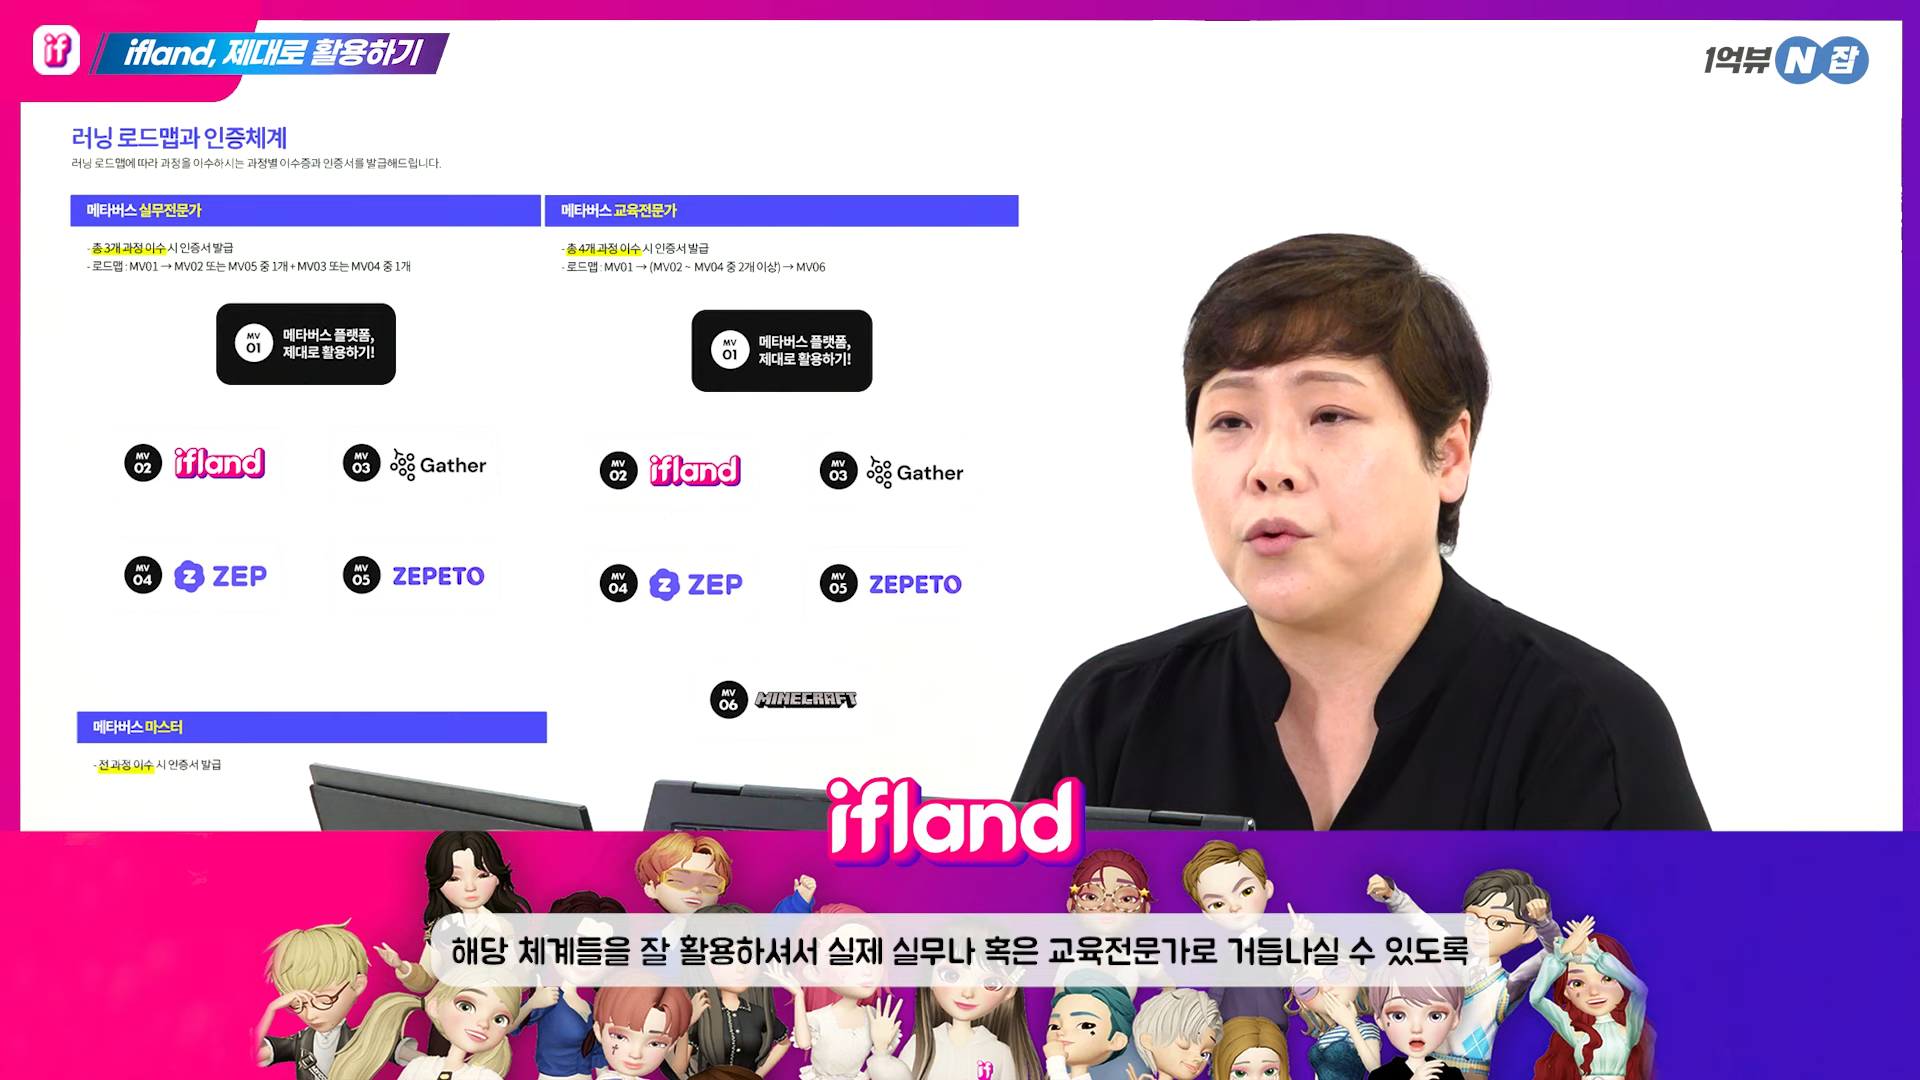 if
ifland, 제대로 활용하기
1억뷰 N 잡
러닝 로드맵과 인증체계
러닝 로드맵에 따라 과정을 이수하시는 과정별 이수증과 인증서를 발급해드립니다.
메타버스 실무전문가
- 총 3개 과정 이수 시 인증서 발급
- 로드맵 : MV01 → MV02 또는 MV05 중 1개 + MV03 또는 MV04 중 1개
MV 01 메타버스 플랫폼,
제대로 활용하기!
MV 02 ifland
MV 03 Gather
MV 04 ZEP
MV 05 ZEPETO
메타버스 교육전문가
- 총 4개 과정 이수 시 인증서 발급
- 로드맵 : MV01 → (MV02 ~ MV04 중 2개 이상) → MV06
MV 01 메타버스 플랫폼,
제대로 활용하기!
MV 02 ifland
MV 03 Gather
MV 04 ZEP
MV 05 ZEPETO
MV 06 MINECRAFT
메타버스 마스터
- 전 과정 이수 시 인증서 발급
ifland
해당 체계들을 잘 활용하셔서 실제 실무나 혹은 교육전문가로 거듭나실 수 있도록
if